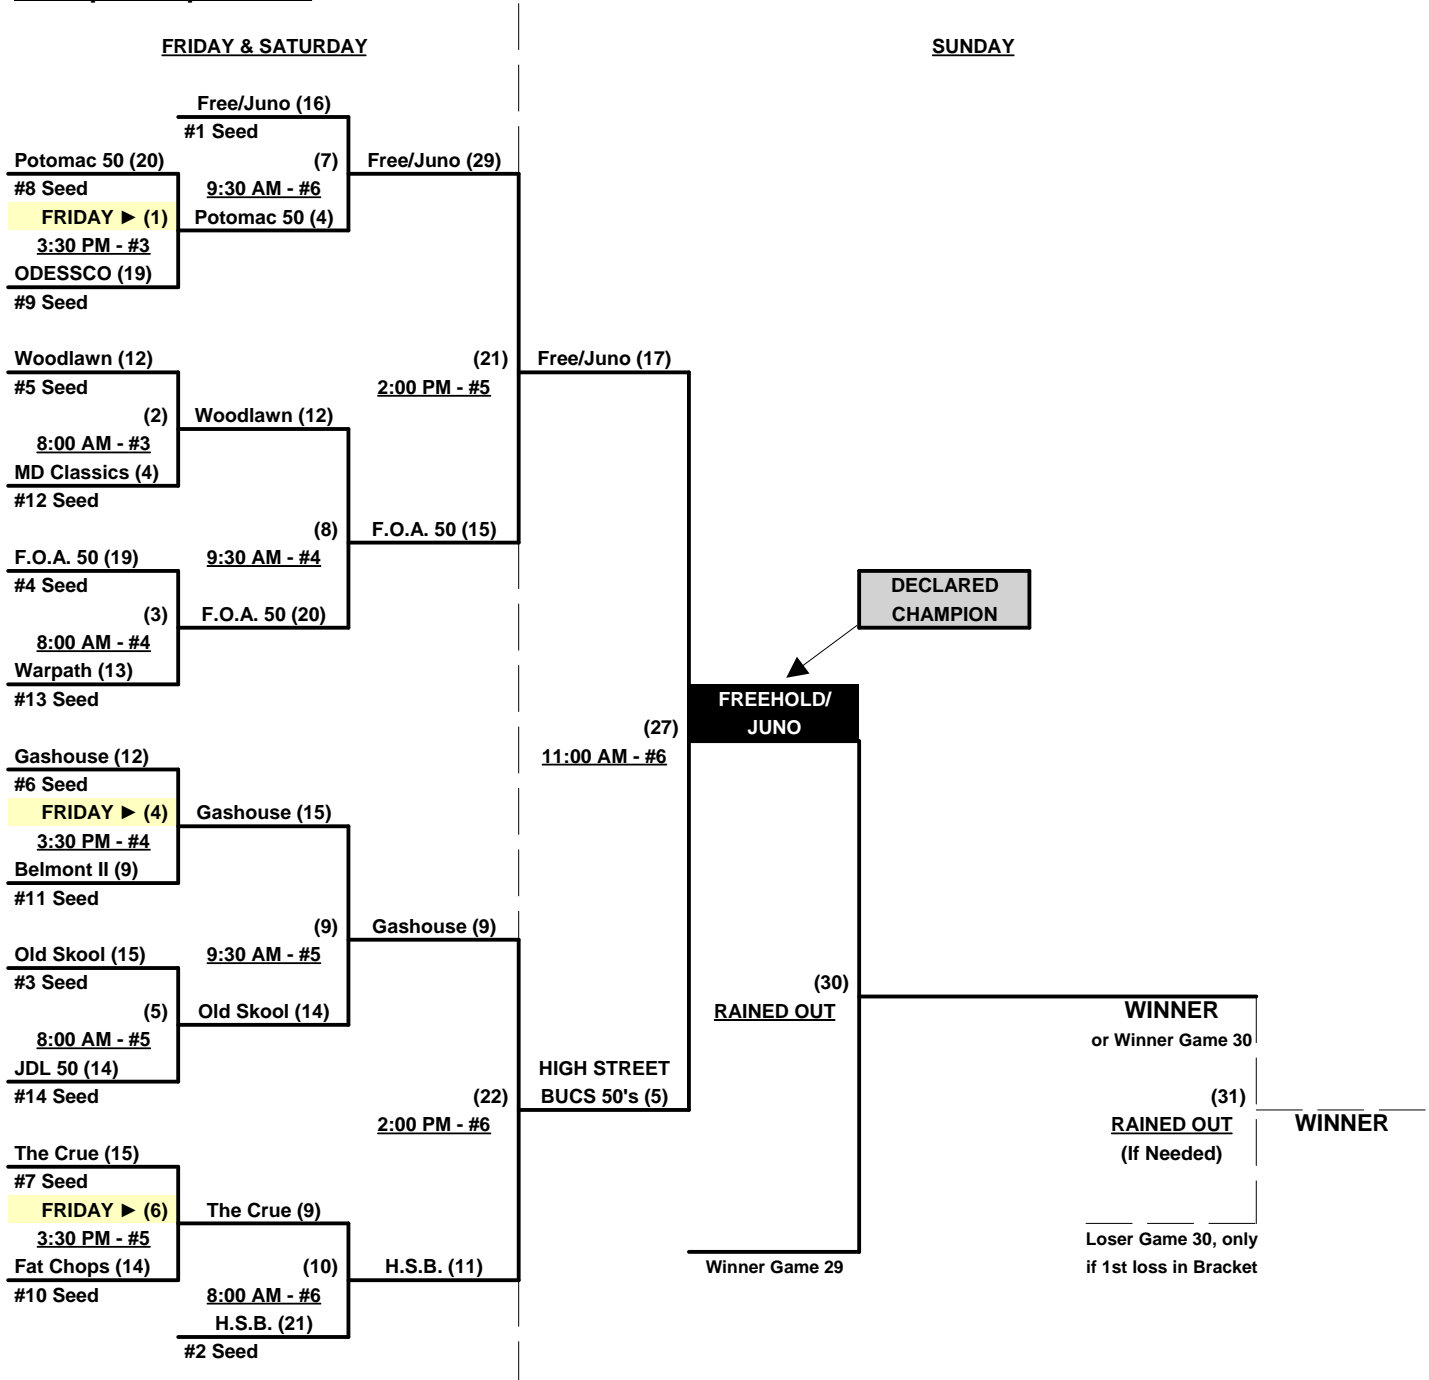 FRIDAY & SATURDAY
SUNDAY
Free/Juno (16)
#1 Seed
Potomac 50 (20)
(7)
Free/Juno (29)
#8 Seed
9:30 AM - #6
FRIDAY ► (1)
Potomac 50 (4)
3:30 PM - #3
ODESSCO (19)
#9 Seed
Woodlawn (12)
(21)
Free/Juno (17)
#5 Seed
2:00 PM - #5
(2)
Woodlawn (12)
8:00 AM - #3
MD Classics (4)
#12 Seed
(8)
F.O.A. 50 (15)
F.O.A. 50 (19)
9:30 AM - #4
#4 Seed
DECLARED
CHAMPION
(3)
F.O.A. 50 (20)
8:00 AM - #4
Warpath (13)
#13 Seed
FREEHOLD/
JUNO
(27)
11:00 AM - #6
Gashouse (12)
#6 Seed
FRIDAY ► (4)
Gashouse (15)
3:30 PM - #4
Belmont II (9)
#11 Seed
(9)
Gashouse (9)
Old Skool (15)
9:30 AM - #5
#3 Seed
(30)
RAINED OUT
(5)
Old Skool (14)
8:00 AM - #5
WINNER
or Winner Game 30
JDL 50 (14)
#14 Seed
HIGH STREET
BUCS 50's (5)
(22)
2:00 PM - #6
(31)
RAINED OUT
(If Needed)
WINNER
The Crue (15)
#7 Seed
FRIDAY ► (6)
The Crue (9)
3:30 PM - #5
Fat Chops (14)
(10)
H.S.B. (11)
#10 Seed
8:00 AM - #6
H.S.B. (21)
#2 Seed
Winner Game 29
Loser Game 30, only
if 1st loss in Bracket